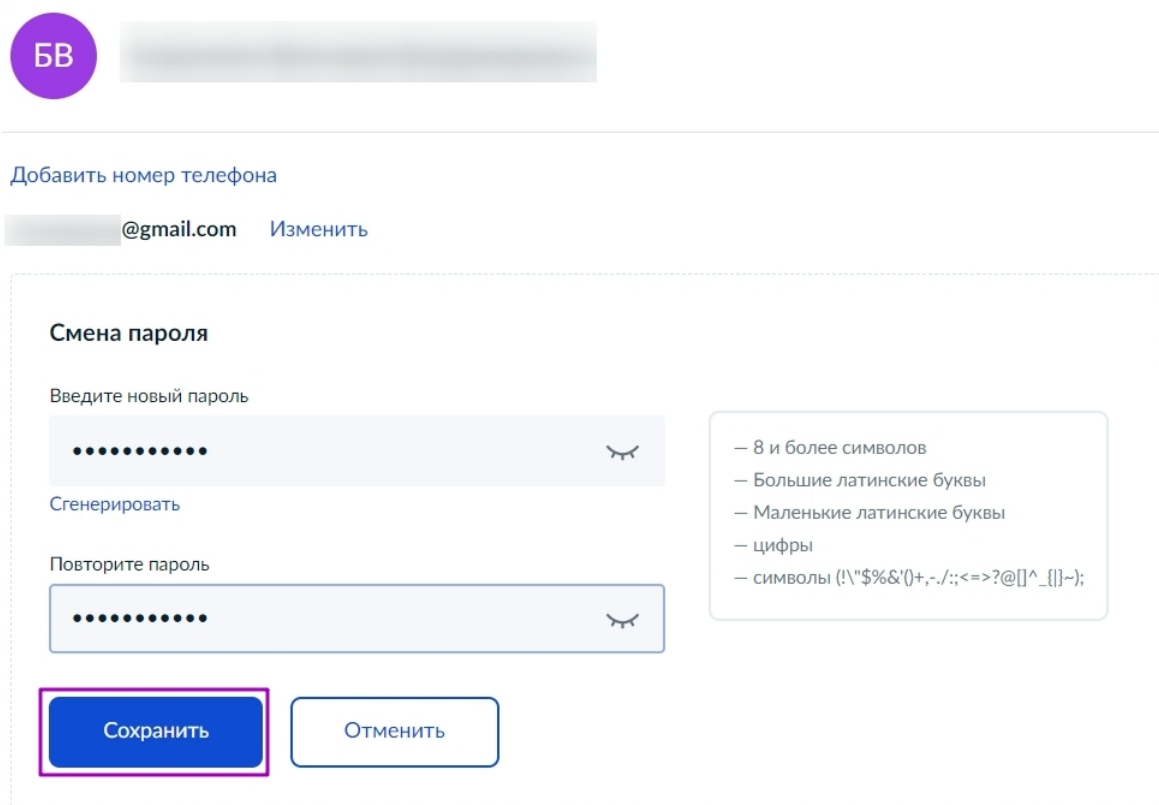 БВ
Добавить номер телефона
@gmail.com Изменить
Смена пароля
Введите новый пароль
•••••••••••
Сгенерировать
Повторите пароль
•••••••••••
— 8 и более символов
— Большие латинские буквы
— Маленькие латинские буквы
— цифры
— символы (!\"$%&'()+,-./:;<=>?@[]^_{|}~);
Сохранить Отменить